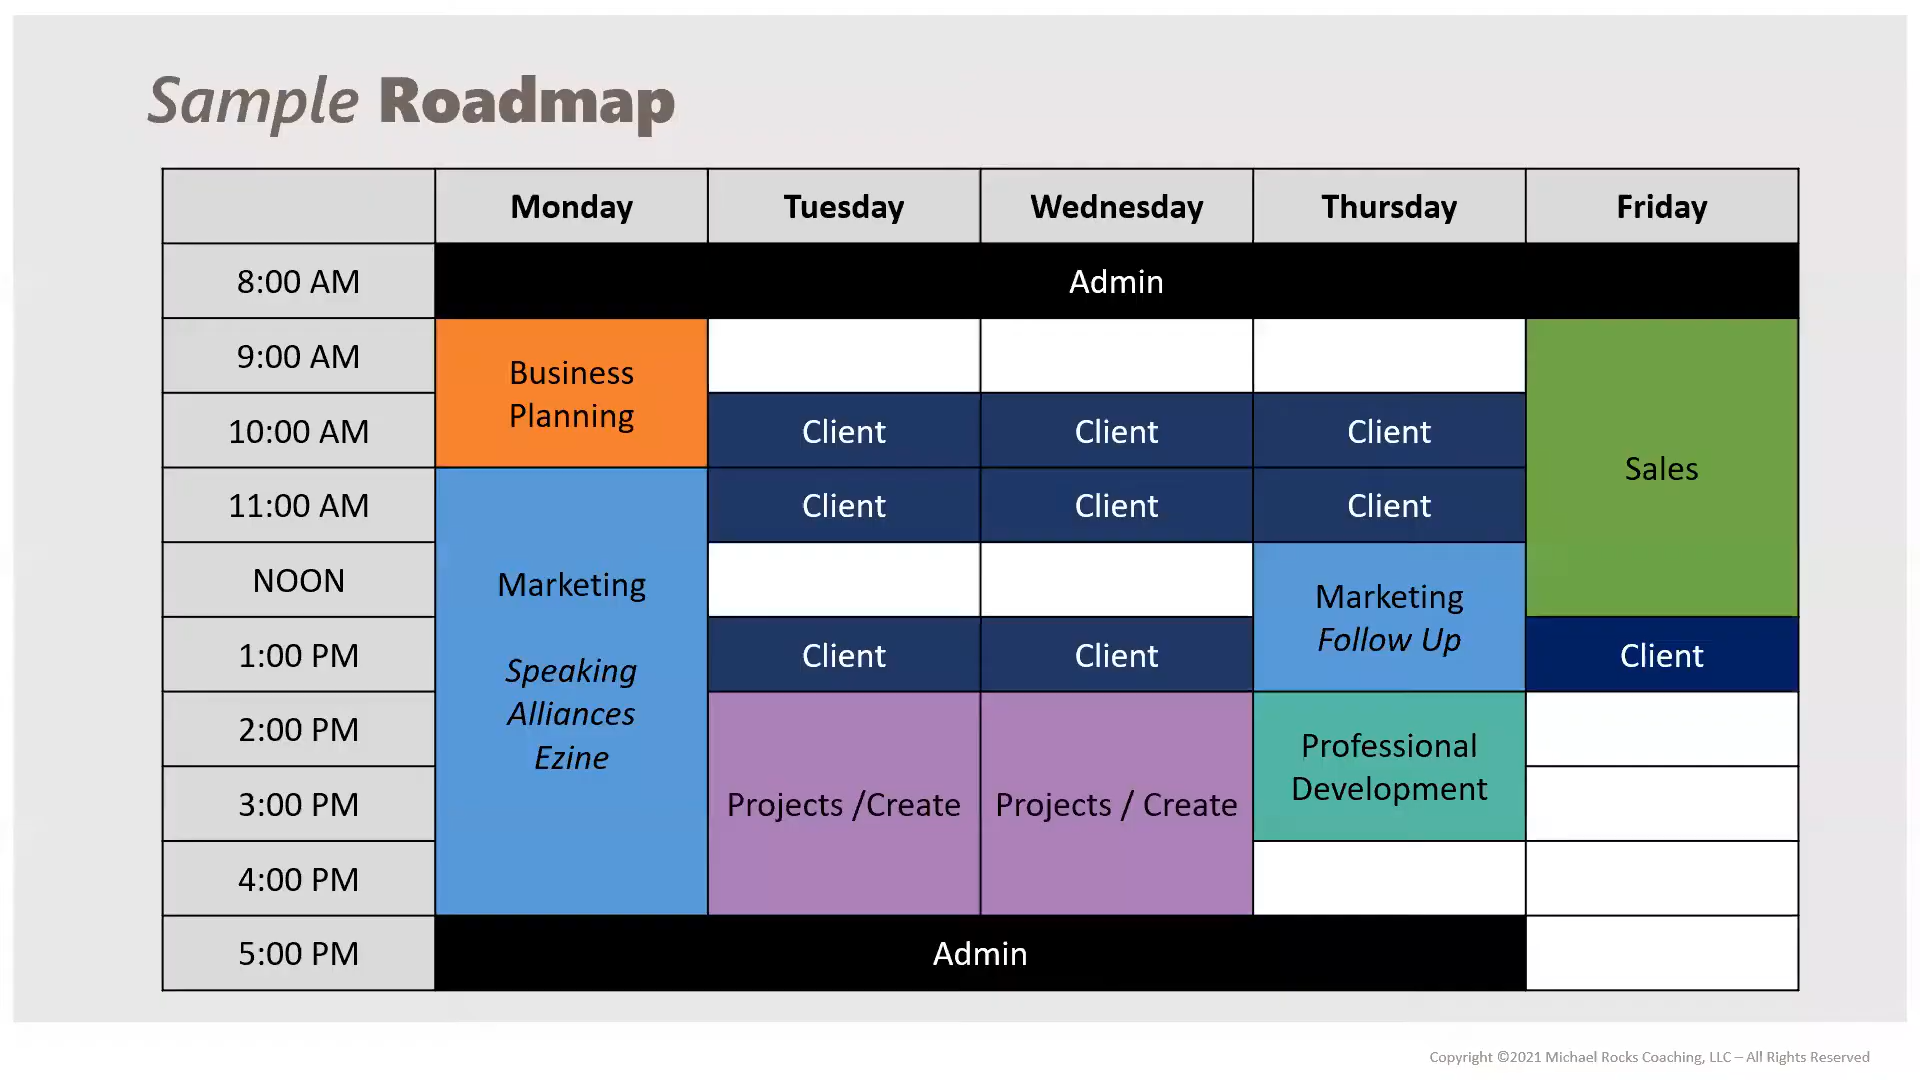 Sample Roadmap
Monday Tuesday Wednesday Thursday Friday
8:00 AM Admin
9:00 AM
Business
Planning
10:00 AM Client Client Client
Sales
11:00 AM Client Client Client
NOON
Marketing
Speaking
Alliances
Ezine
Marketing
Follow Up
1:00 PM Client Client Client
2:00 PM
Professional
Development
3:00 PM Projects /Create Projects / Create
4:00 PM
5:00 PM Admin
Copyright ©2021 Michael Rocks Coaching, LLC – All Rights Reserved